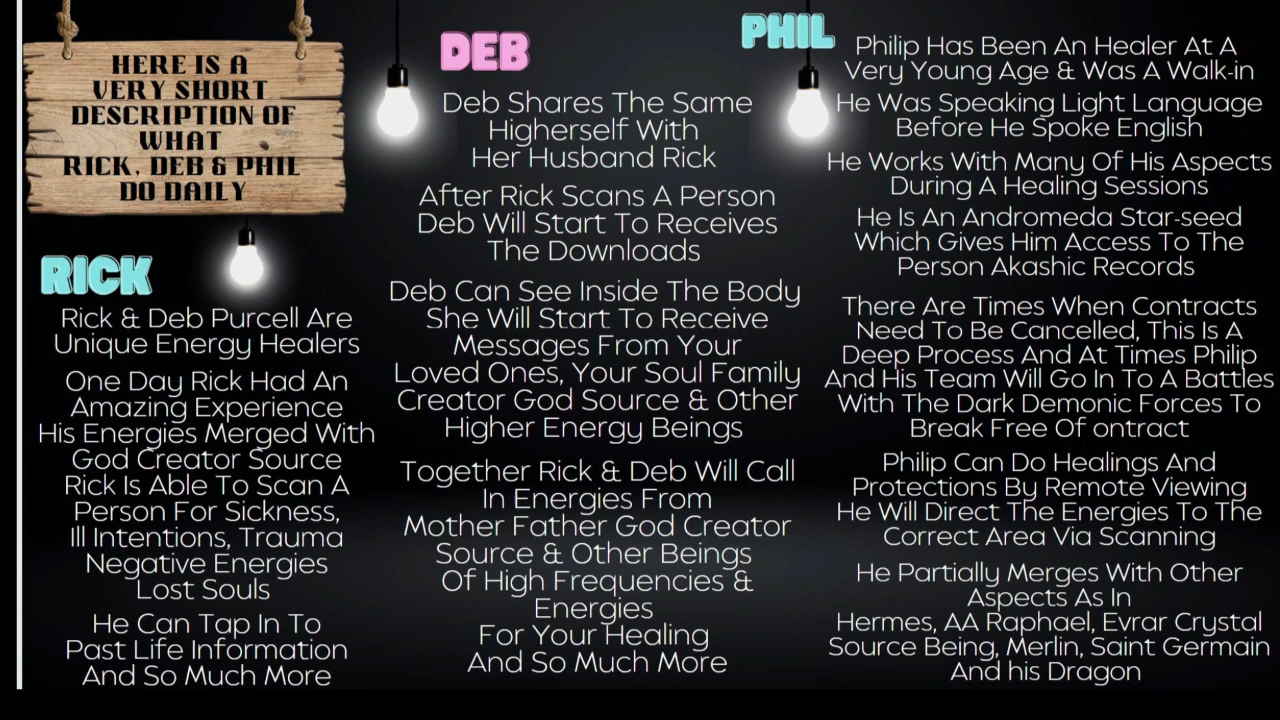 HERE IS A
VERY SHORT
DESCRIPTION OF
WHAT
RICK, DEB & PHIL
DO DAILY
RICK
Rick & Deb Purcell Are
Unique Energy Healers
One Day Rick Had An
Amazing Experience
His Energies Merged With
God Creator Source
Rick Is Able To Scan A
Person For Sickness,
Ill Intentions, Trauma
Negative Energies
Lost Souls
He Can Tap In To
Past Life Information
And So Much More
DEB
Deb Shares The Same
Higherself With
Her Husband Rick
After Rick Scans A Person
Deb Will Start To Receives
The Downloads
Deb Can See Inside The Body
She Will Start To Receive
Messages From Your
Loved Ones, Your Soul Family
Creator God Source & Other
Higher Energy Beings
Together Rick & Deb Will Call
In Energies From
Mother Father God Creator
Source & Other Beings
Of High Frequencies &
Energies
For Your Healing
And So Much More
PHIL
Philip Has Been An Healer At A
Very Young Age & Was A Walk-in
He Was Speaking Light Language
Before He Spoke English
He Works With Many Of His Aspects
During A Healing Sessions
He Is An Andromeda Star-seed
Which Gives Him Access To The
Person Akashic Records
There Are Times When Contracts
Need To Be Cancelled, This Is A
Deep Process And At Times Philip
And His Team Will Go In To A Battles
With The Dark Demonic Forces To
Break Free Of ontract
Philip Can Do Healings And
Protections By Remote Viewing
He Will Direct The Energies To The
Correct Area Via Scanning
He Partially Merges With Other
Aspects As In
Hermes, AA Raphael, Evrar Crystal
Source Being, Merlin, Saint Germain
And his Dragon